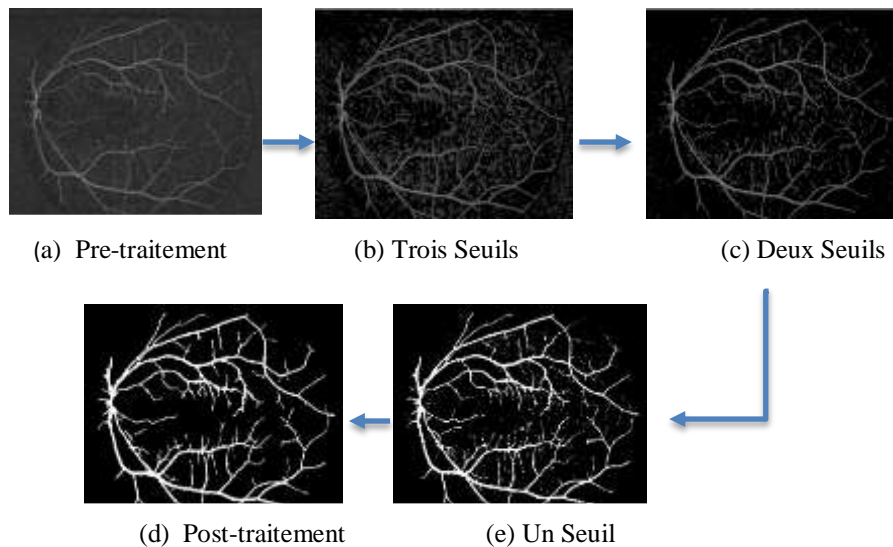 (a) Pre-traitement
(b) Trois Seuils
(c) Deux Seuils
(d) Post-traitement
(e) Un Seuil